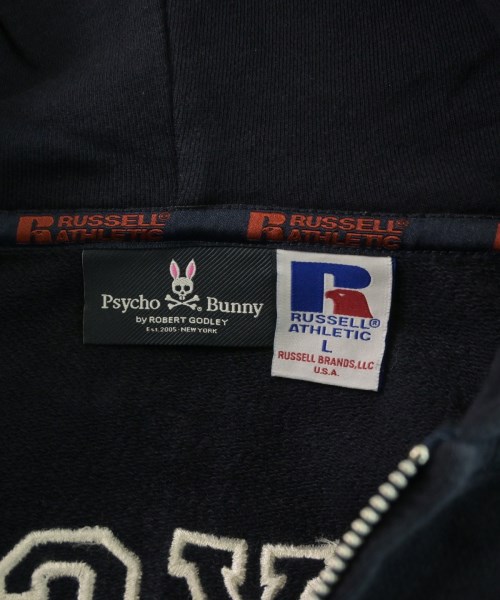 RUSSELL®
ATHLETIC
RUSSELL®
ATHLETIC
Psycho Bunny
by ROBERT GODLEY
Est. 2005 · NEW YORK
R
RUSSELL®
ATHLETIC
L
RUSSELL BRANDS, LLC
U.S.A.